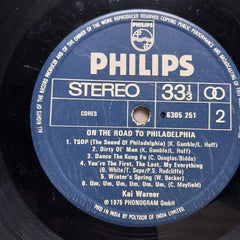 PHILIPS
STEREO 33 1/3
CORES 6305 251 2
ON THE ROAD TO PHILADELPHIA
1. TSOP (The Sound Of Philadelphia) (K. Gamble/L. Huff)
2. Dirty Ol' Man (K. Gamble/L. Huff)
3. Dance The Kung Fu (C. Douglas/Biddu)
4. You're The First, The Last, My Everything
(B. White/T. Sepe/P.S. Radcliffe)
5. Winter's Spring (W. Becker)
6. Um, Um, Um, Um, Um, Um, (C. Mayfield)
Kai Warner
℗ 1975 PHONOGRAM GmbH
MFD IN INDIA BY POLYDOR OF INDIA LIMITED.